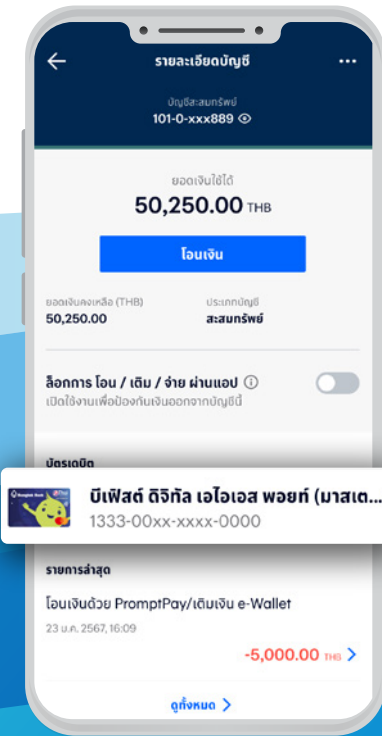 รายละเอียดบัญชี
บัญชีสะสมทรัพย์
101-0-xxx889
ยอดเงินใช้ได้
50,250.00 THB
โอนเงิน
ยอดเงินคงเหลือ (THB)
ประเภทบัญชี
50,250.00
สะสมทรัพย์
ล็อกการ โอน / เติม / จ่าย ผ่านแอป
เปิดใช้งานเพื่อป้องกันเงินออกจากบัญชีนี้
บัตรเดบิต
Bangkok Bank
บีเฟิสต์ ดิจิทัล เอไอเอส พอยท์ (มาสเต...
1333-00xx-xxxx-0000
รายการล่าสุด
โอนเงินด้วย PromptPay/เติมเงิน e-Wallet
23 ม.ค. 2567, 16:09
-5,000.00 THB
ดูทั้งหมด